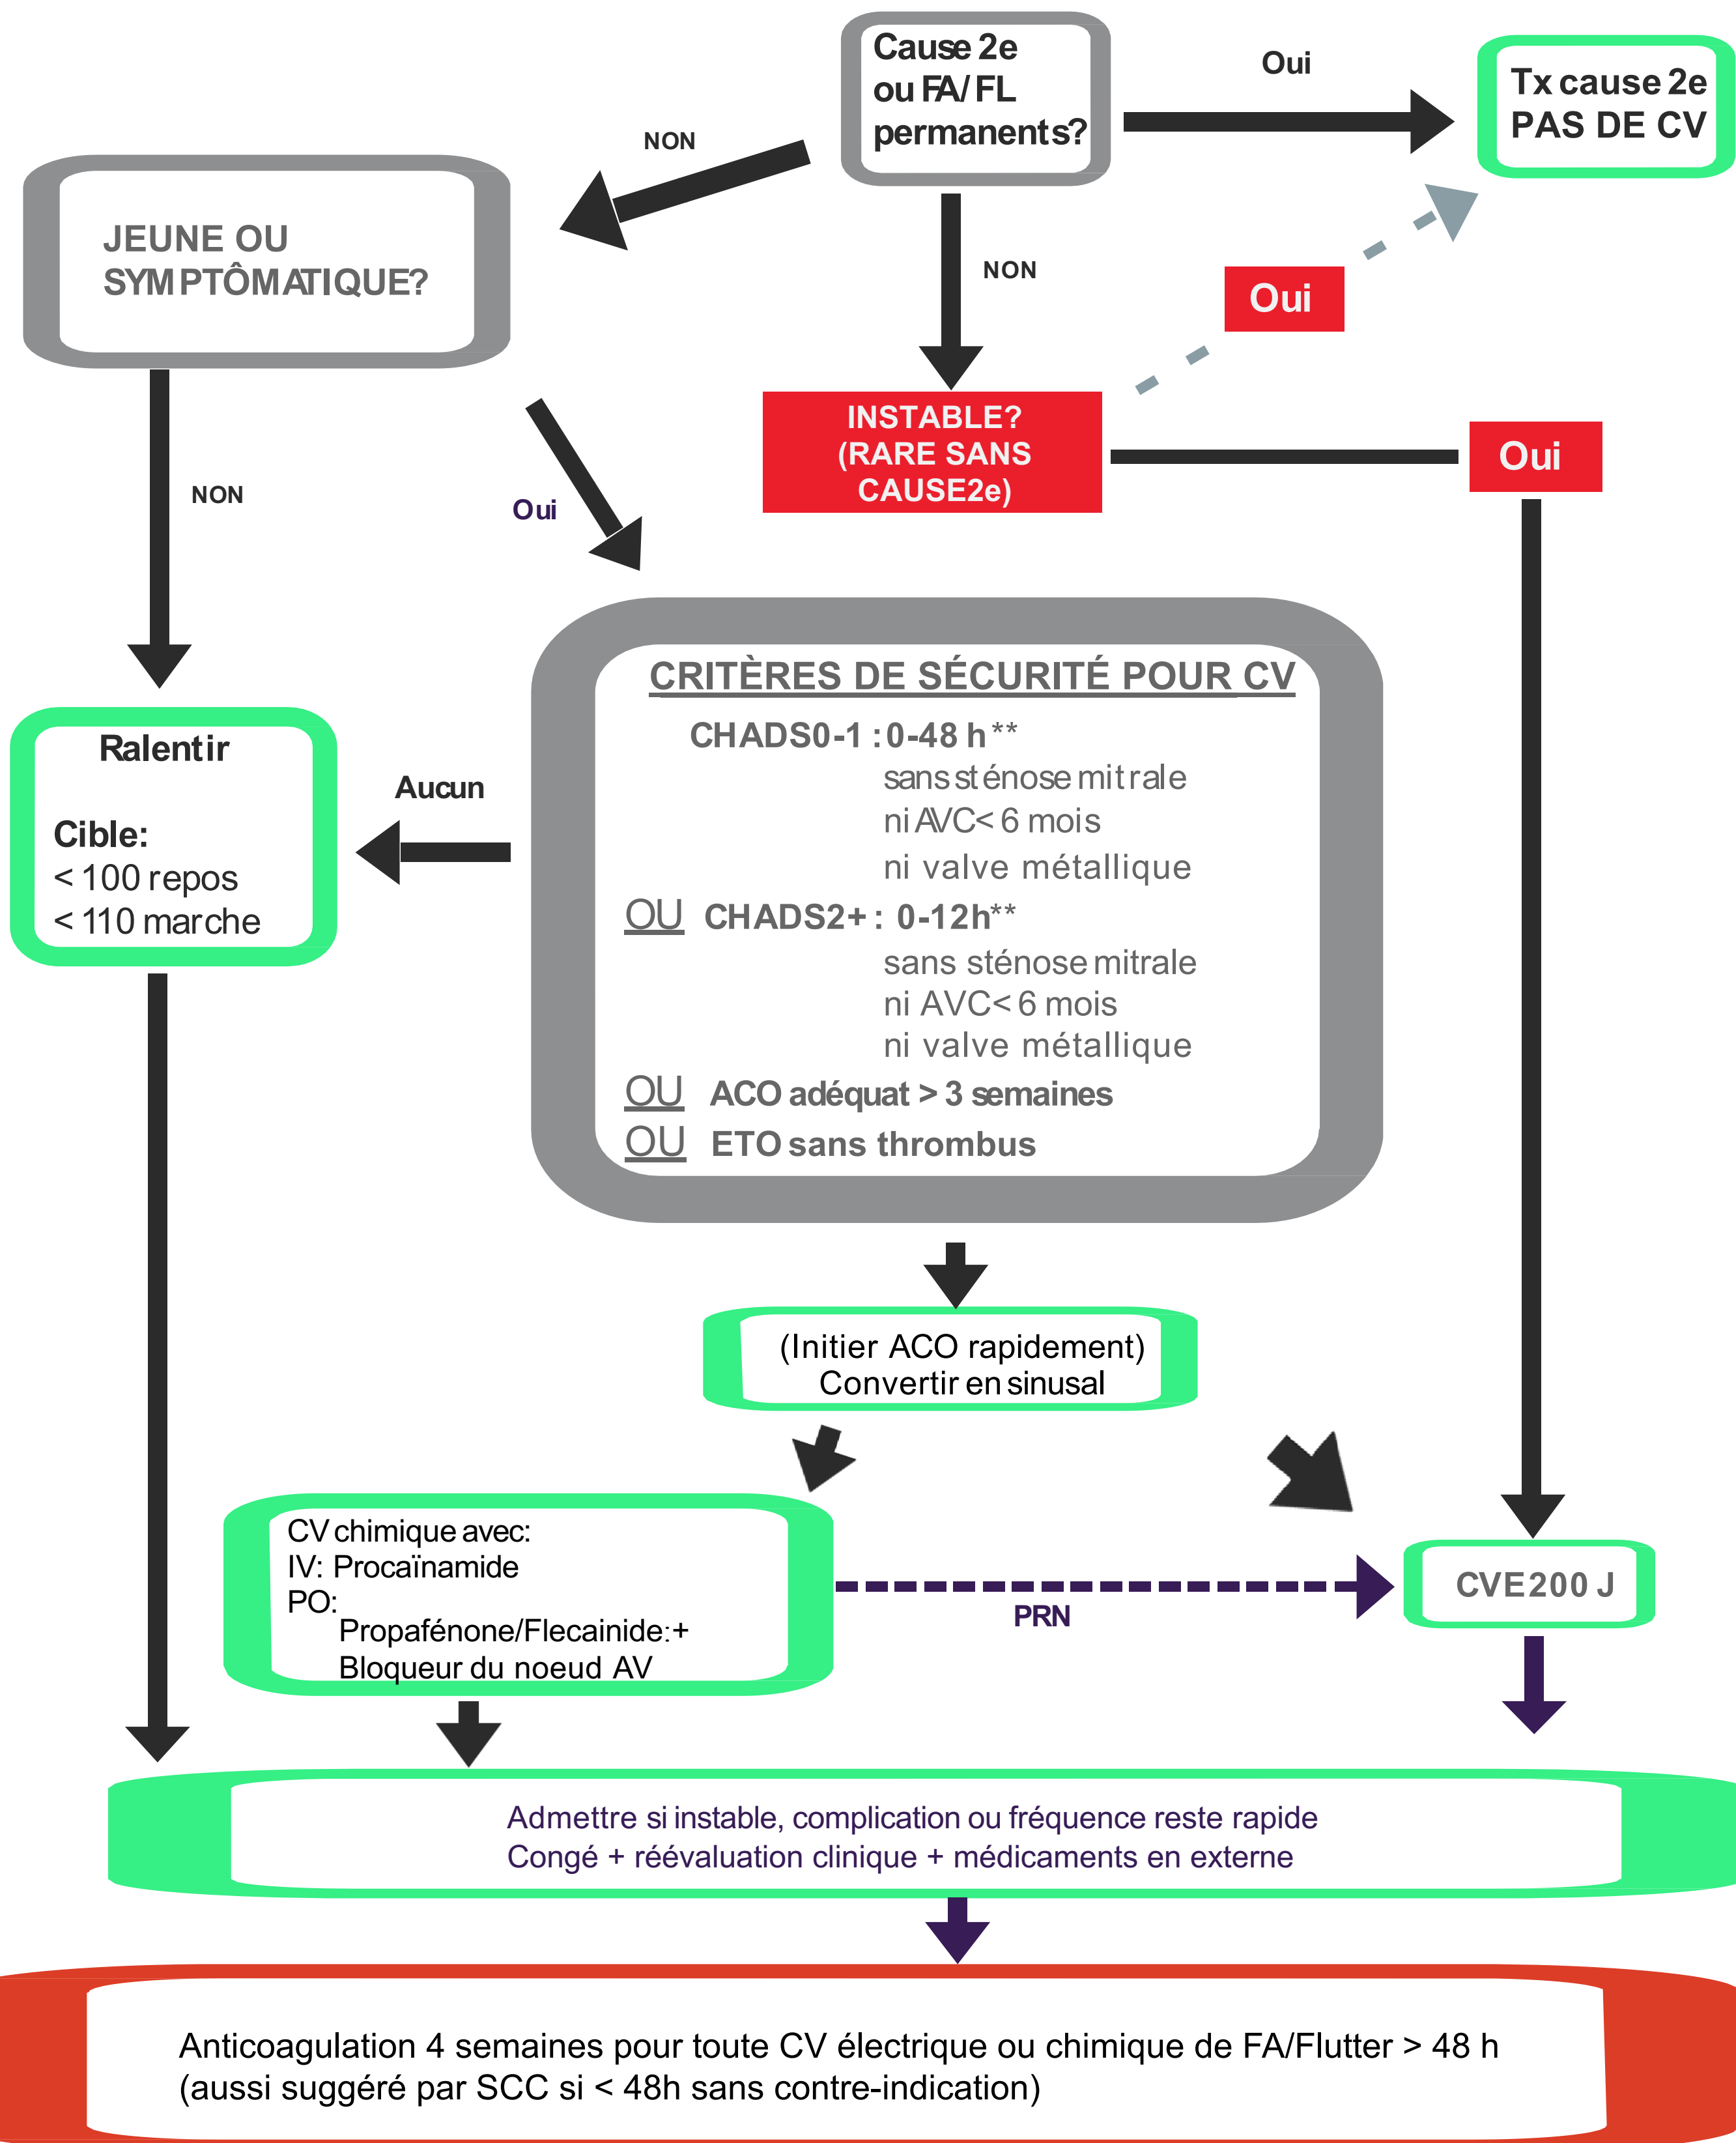 Cause 2e
ou FA/FL
permanents?
Oui
Tx cause 2e
PAS DE CV
NON
JEUNE OU
SYMPTÔMATIQUE?
NON
Oui
INSTABLE?
(RARE SANS
CAUSE2e)
Oui
NON
Oui
CRITÈRES DE SÉCURITÉ POUR CV
CHADS0-1 : 0-48 h**
sans sténose mitrale
ni AVC< 6 mois
ni valve métallique
OU CHADS2+ : 0-12h**
sans sténose mitrale
ni AVC< 6 mois
ni valve métallique
OU ACO adéquat > 3 semaines
OU ETO sans thrombus
Aucun
Ralentir
Cible:
< 100 repos
< 110 marche
(Initier ACO rapidement)
Convertir en sinusal
CV chimique avec:
IV: Procaïnamide
PO:
Propafénone/Flecainide:+
Bloqueur du noeud AV
PRN
CVE200 J
Admettre si instable, complication ou fréquence reste rapide
Congé + réévaluation clinique + médicaments en externe
Anticoagulation 4 semaines pour toute CV électrique ou chimique de FA/Flutter > 48 h
(aussi suggéré par SCC si < 48h sans contre-indication)